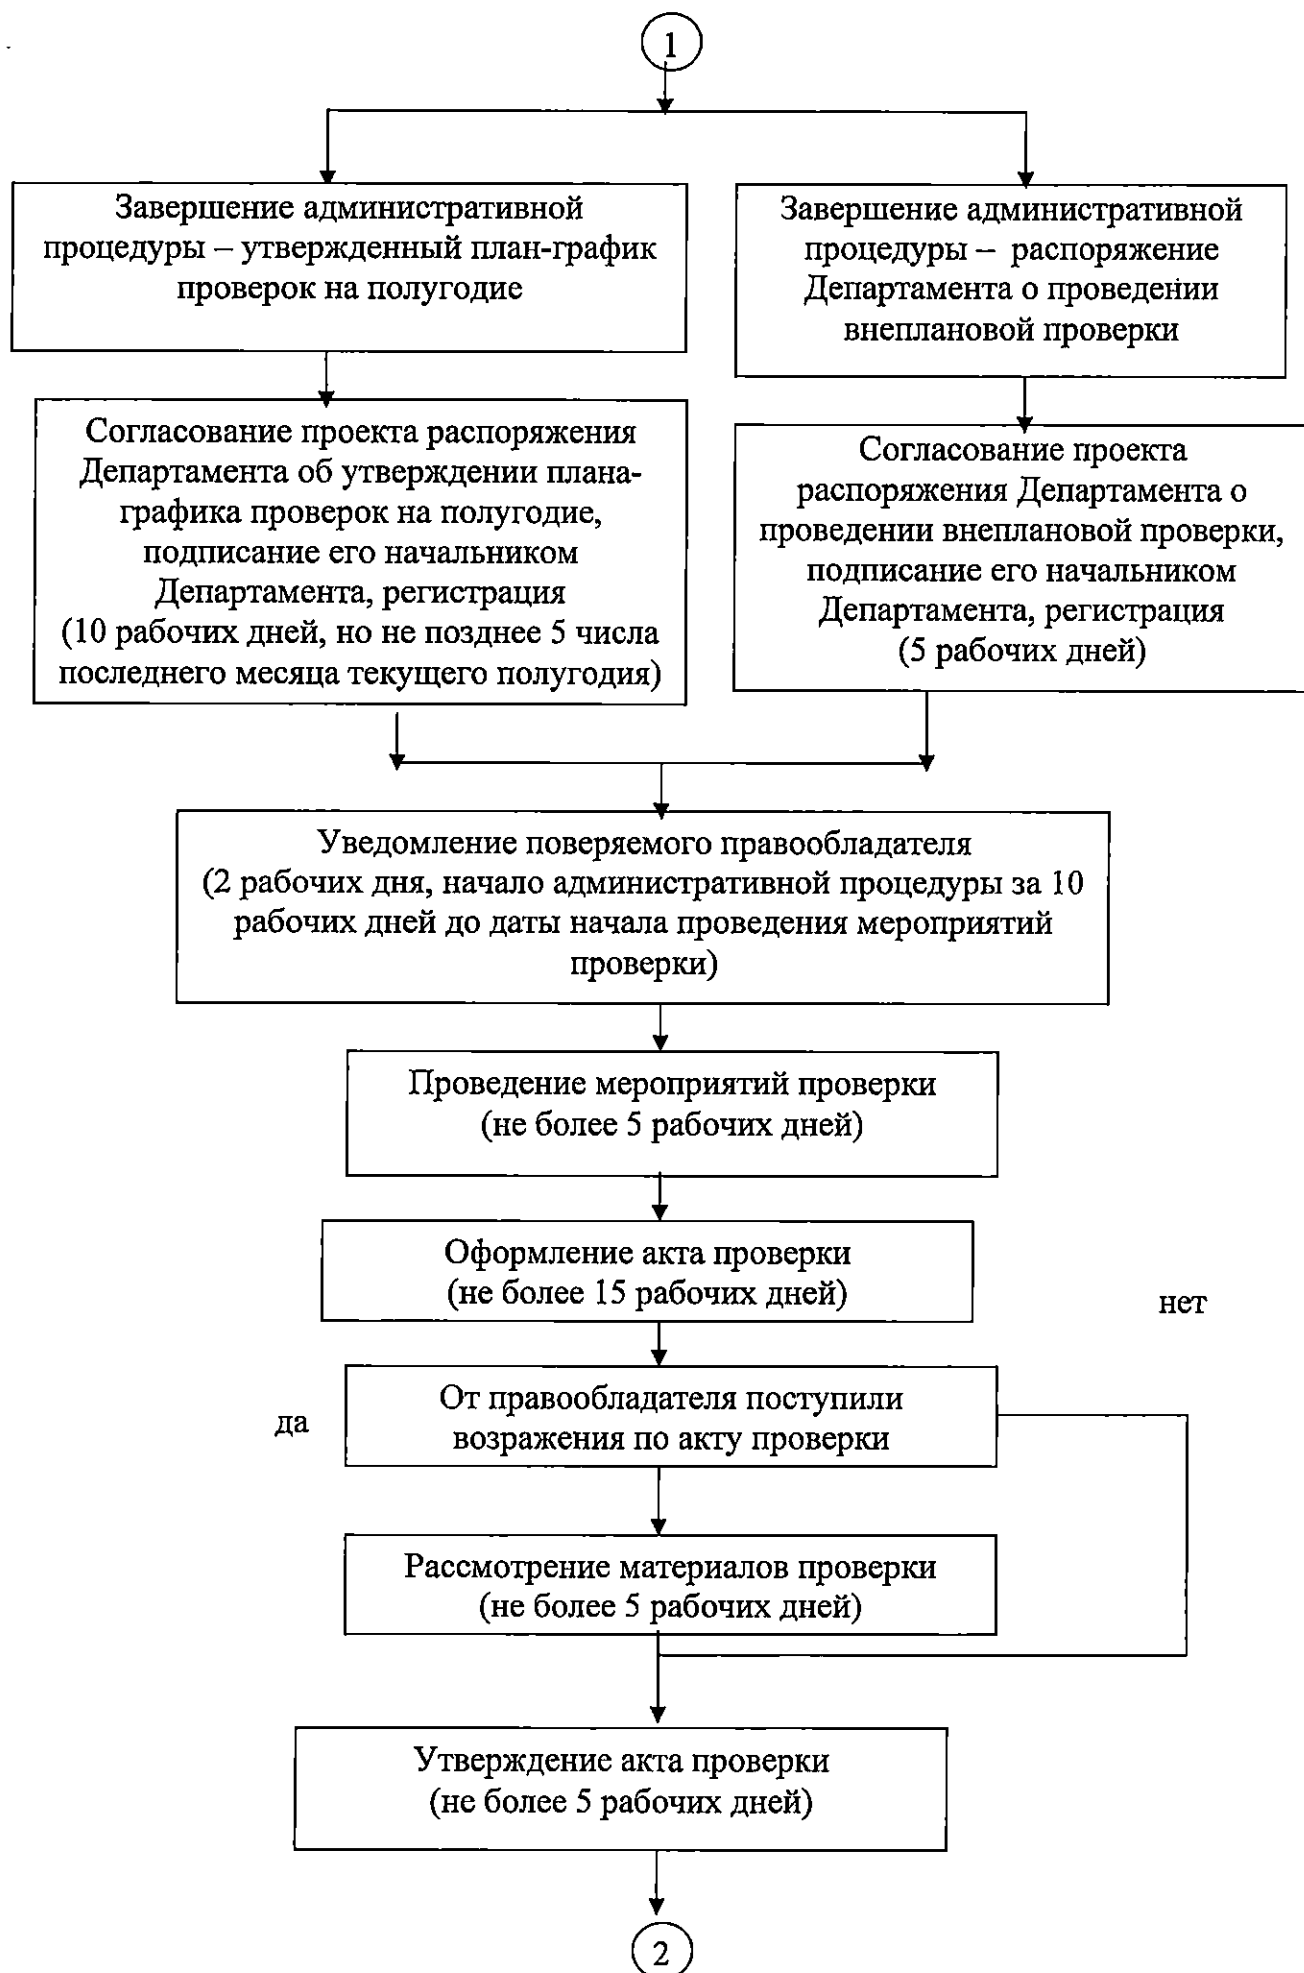 1
Завершение административной
процедуры – утвержденный план-график
проверок на полугодие
Завершение административной
процедуры – распоряжение
Департамента о проведении
внеплановой проверки
Согласование проекта распоряжения
Департамента об утверждении плана-
графика проверок на полугодие,
подписание его начальником
Департамента, регистрация
(10 рабочих дней, но не позднее 5 числа
последнего месяца текущего полугодия)
Согласование проекта
распоряжения Департамента о
проведении внеплановой проверки,
подписание его начальником
Департамента, регистрация
(5 рабочих дней)
Уведомление поверяемого правообладателя
(2 рабочих дня, начало административной процедуры за 10
рабочих дней до даты начала проведения мероприятий
проверки)
Проведение мероприятий проверки
(не более 5 рабочих дней)
Оформление акта проверки
(не более 15 рабочих дней)
нет
От правообладателя поступили
возражения по акту проверки
да
Рассмотрение материалов проверки
(не более 5 рабочих дней)
Утверждение акта проверки
(не более 5 рабочих дней)
2